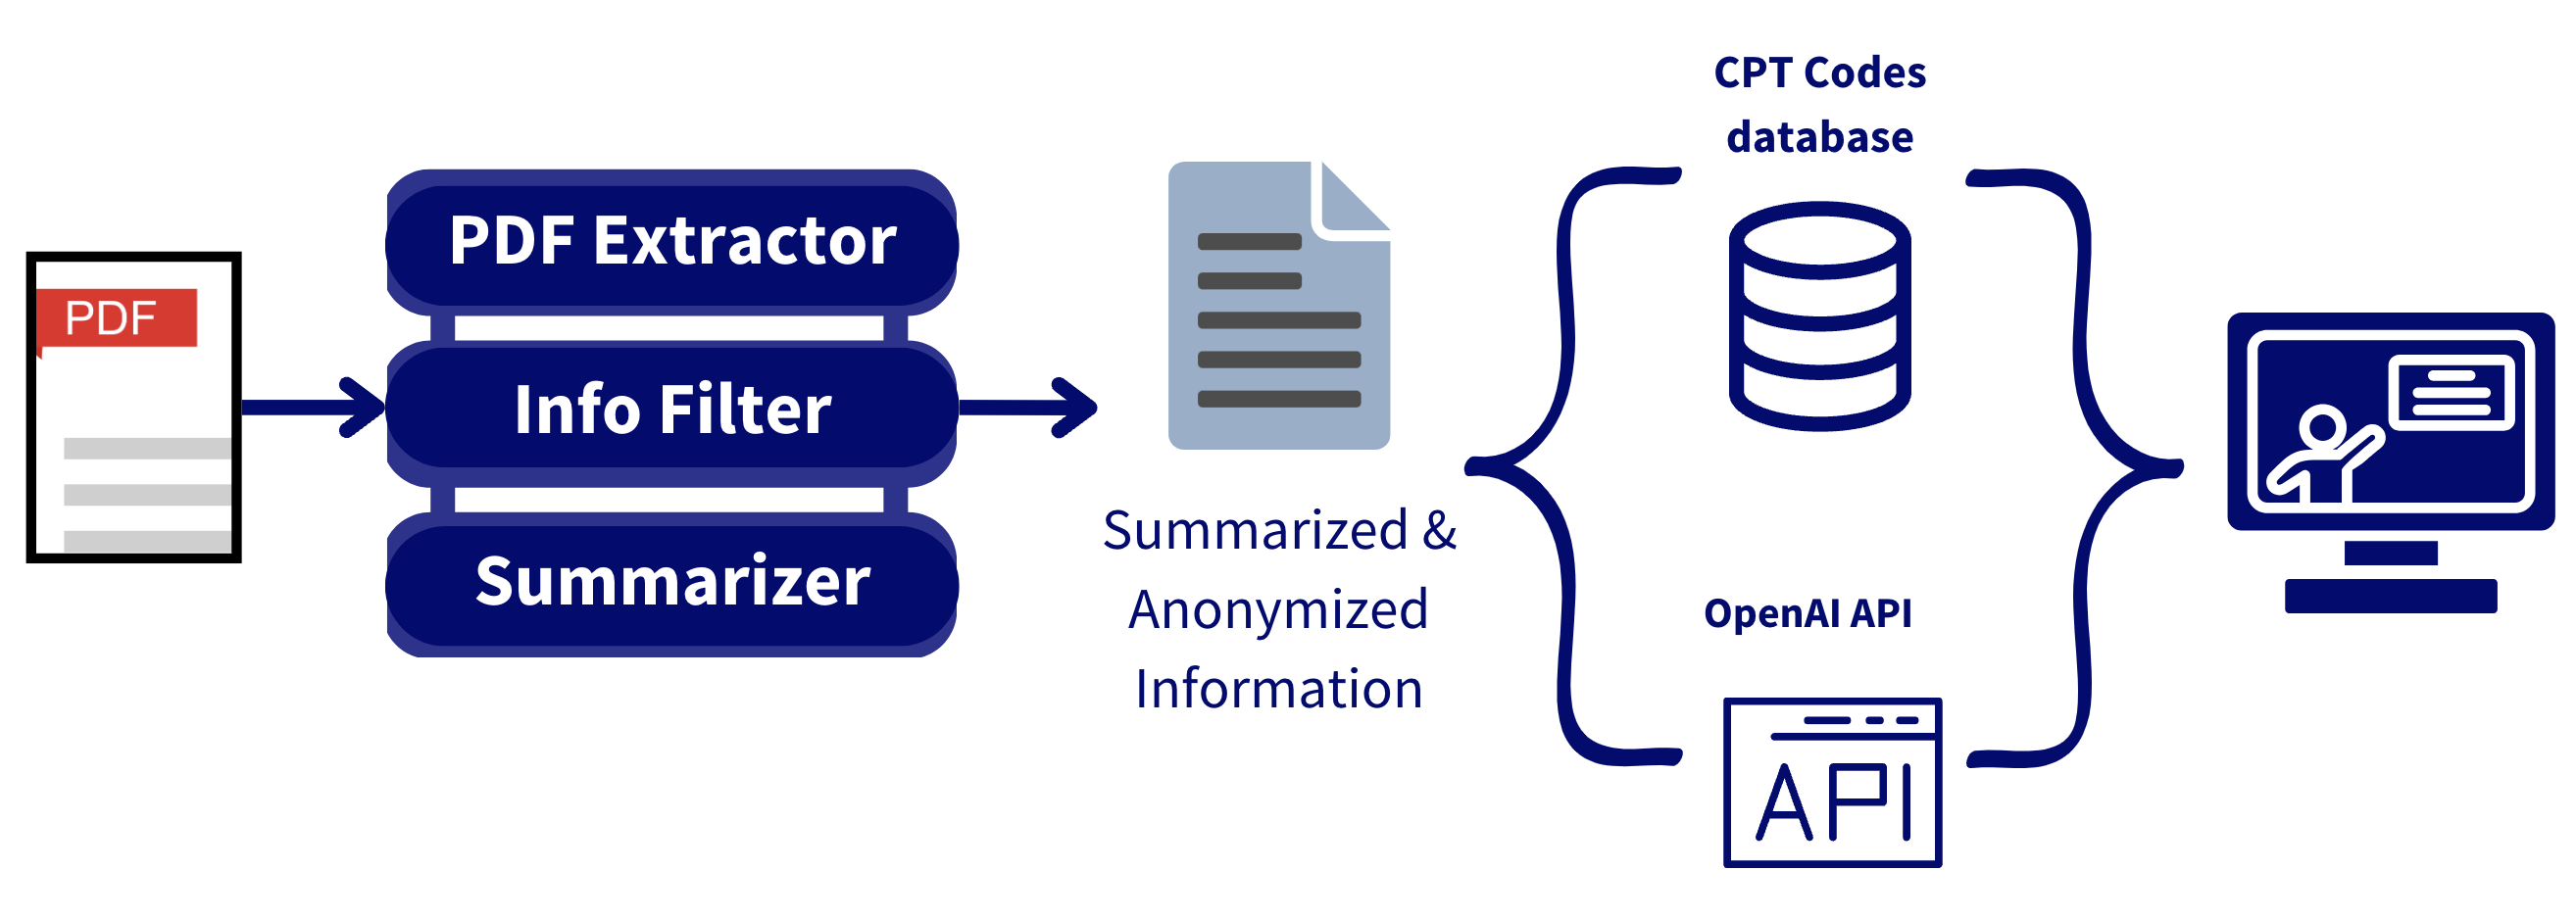 PDF
PDF Extractor
Info Filter
Summarizer
Summarized &
Anonymized
Information
CPT Codes
database
OpenAI API
API